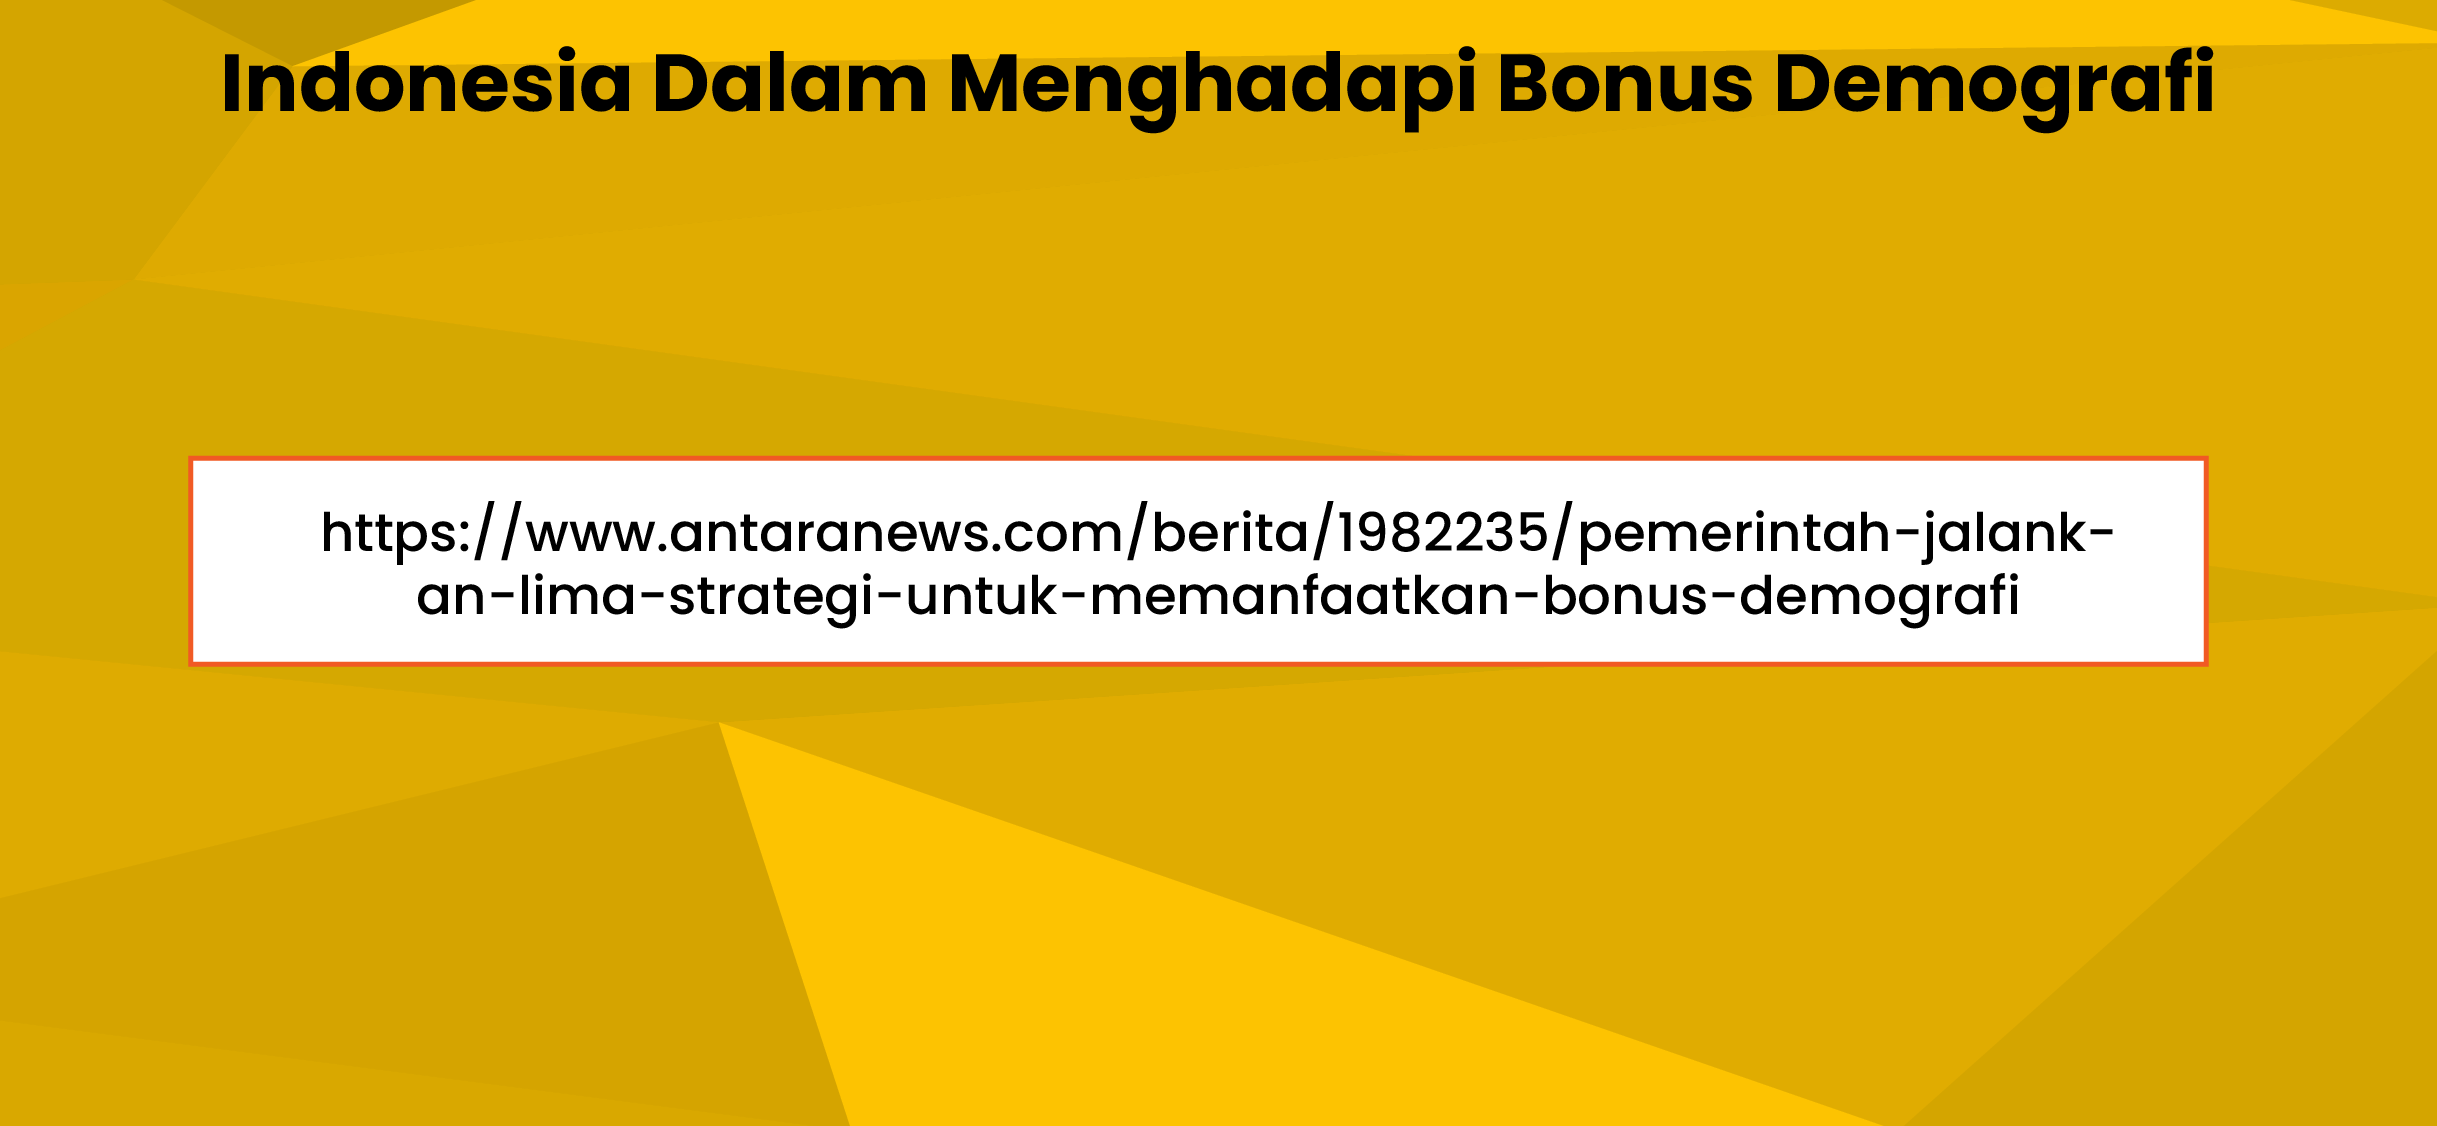 Indonesia Dalam Menghadapi Bonus Demografi
https://www.antaranews.com/berita/1982235/pemerintah-jalank-
an-lima-strategi-untuk-memanfaatkan-bonus-demografi